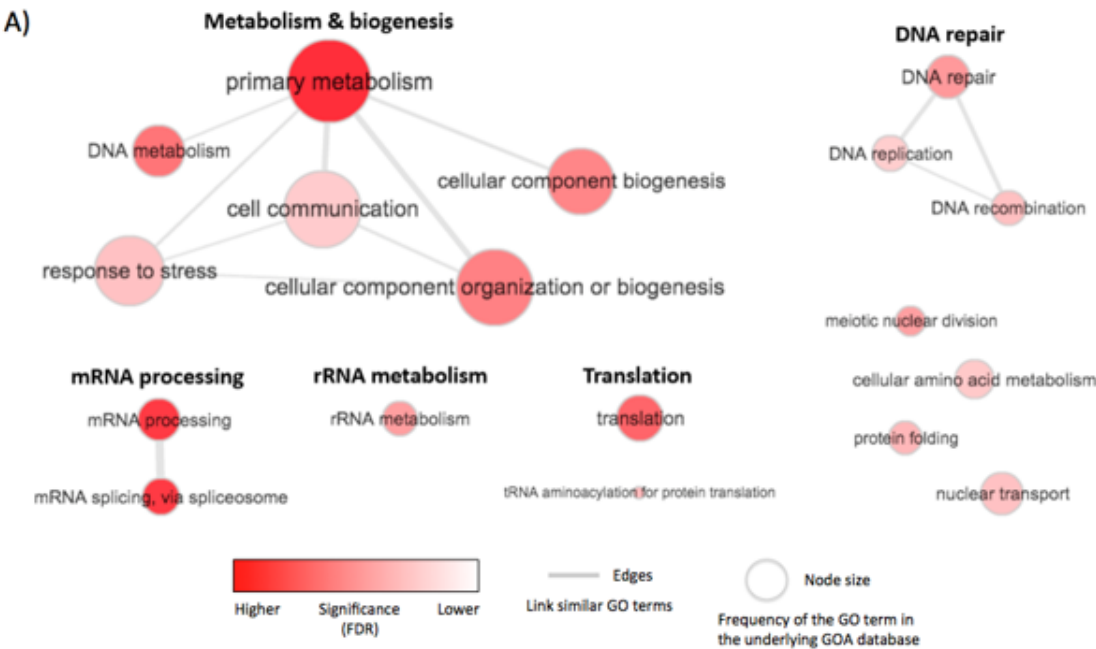 A)
Metabolism & biogenesis
primary metabolism
DNA metabolism
cellular component biogenesis
cell communication
response to stress
cellular component organization or biogenesis
DNA repair
DNA repair
DNA replication
DNA recombination
meiotic nuclear division
cellular amino acid metabolism
protein folding
nuclear transport
mRNA processing
mRNA processing
mRNA splicing, via spliceosome
rRNA metabolism
rRNA metabolism
Translation
translation
tRNA aminoacylation for protein translation
Higher
Significance
(FDR)
Lower
Edges
Link similar GO terms
Node size
Frequency of the GO term in
the underlying GOA database